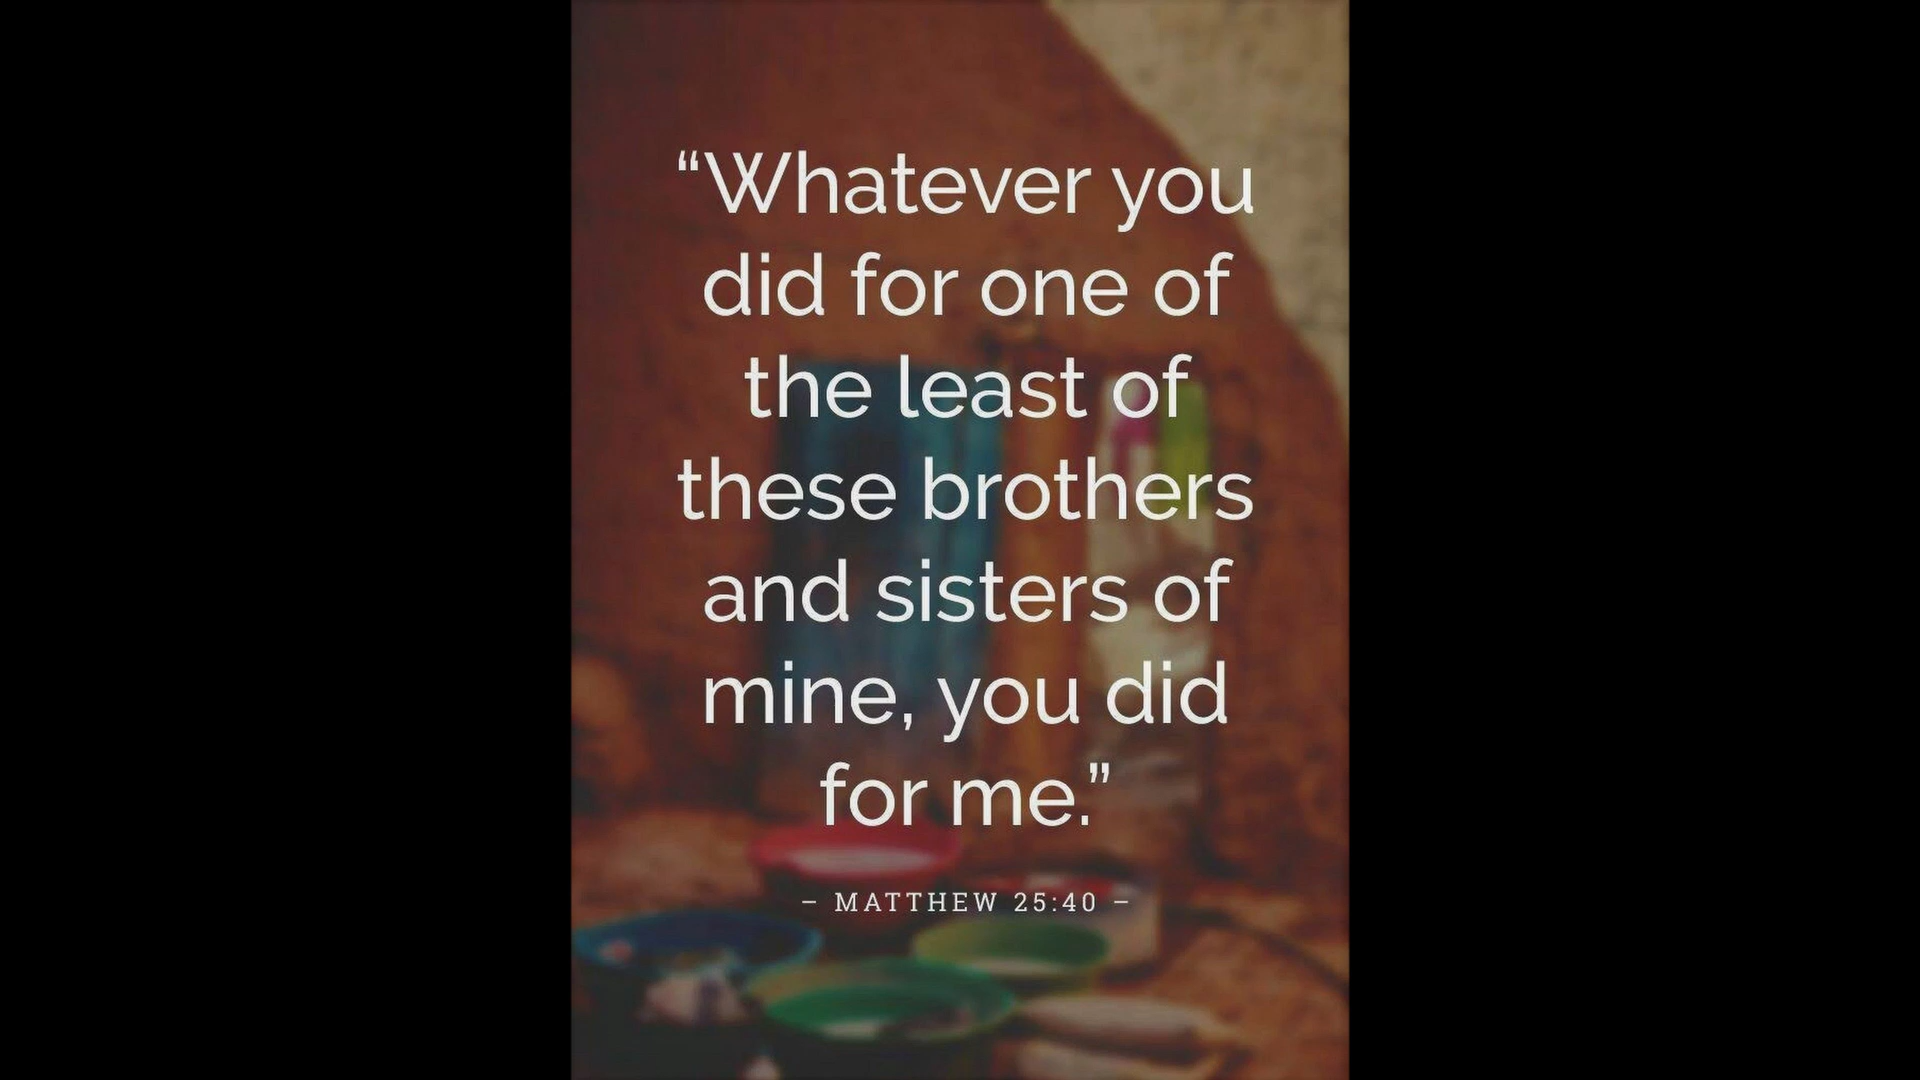 “Whatever you
did for one of
the least of
these brothers
and sisters of
mine, you did
for me.”
– MATTHEW 25:40 –